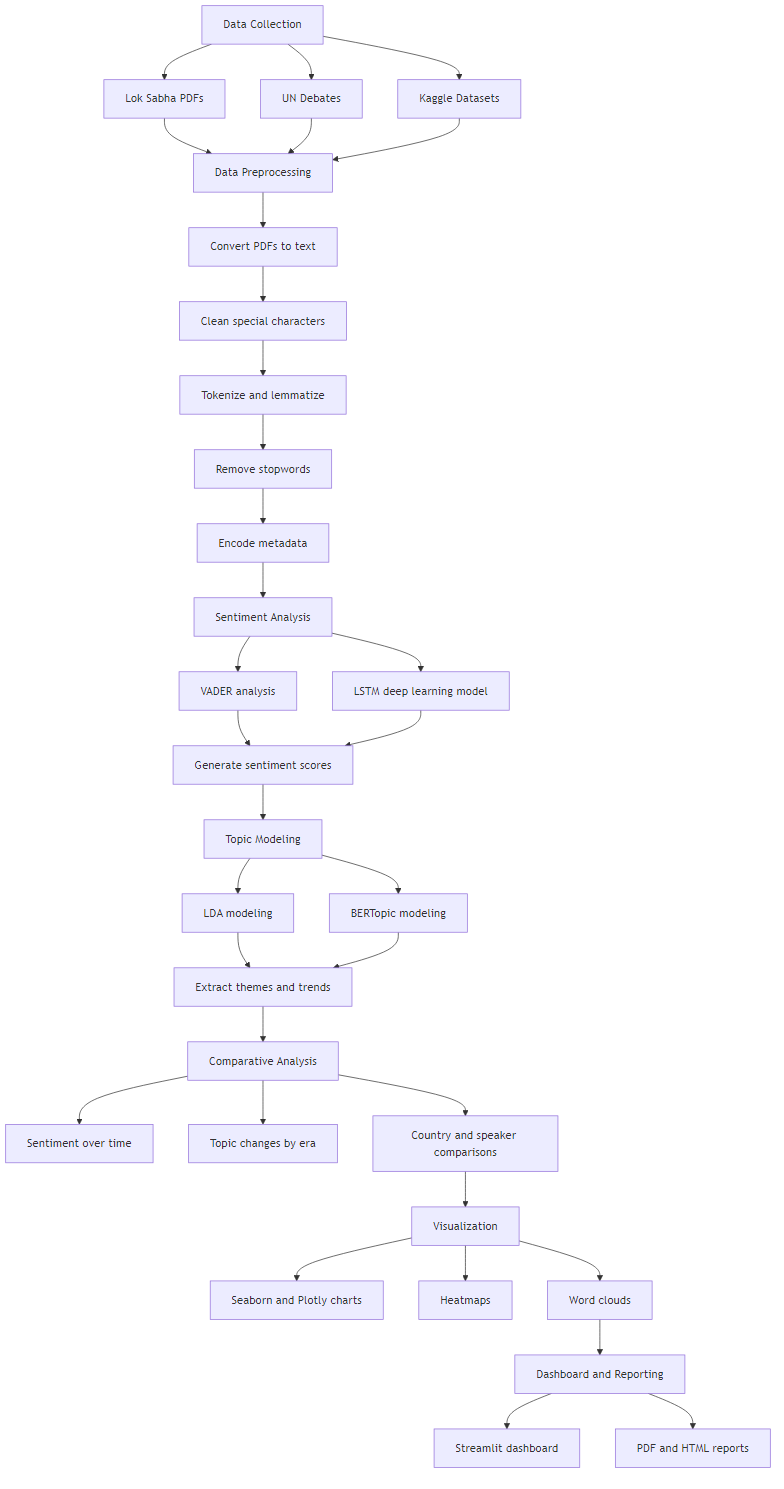 Data Collection
Lok Sabha PDFs
UN Debates
Kaggle Datasets
Data Preprocessing
Convert PDFs to text
Clean special characters
Tokenize and lemmatize
Remove stopwords
Encode metadata
Sentiment Analysis
VADER analysis
LSTM deep learning model
Generate sentiment scores
Topic Modeling
LDA modeling
BERTopic modeling
Extract themes and trends
Comparative Analysis
Sentiment over time
Topic changes by era
Country and speaker
comparisons
Visualization
Seaborn and Plotly charts
Heatmaps
Word clouds
Dashboard and Reporting
Streamlit dashboard
PDF and HTML reports